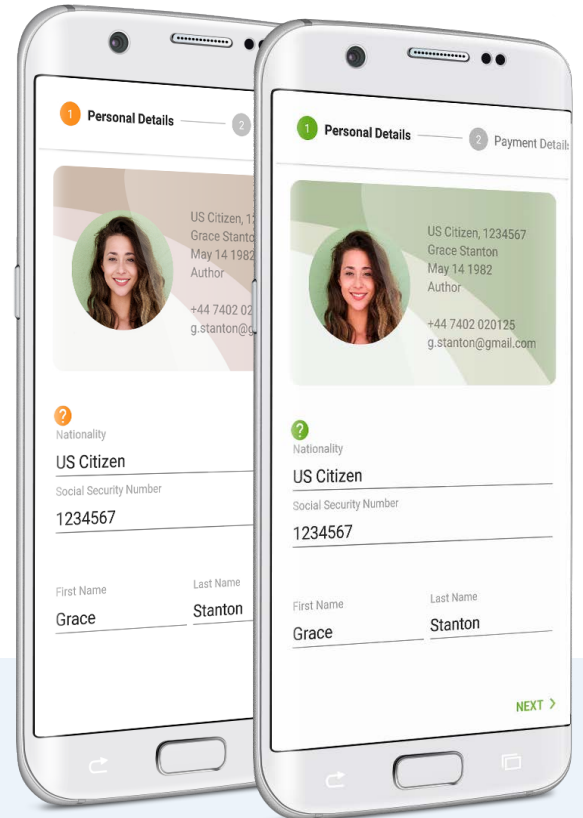 1 Personal Details 2
US Citizen, 1
Grace Stanto
May 14 1982
Author
+44 7402 02
g.stanton@g
?
Nationality
US Citizen
Social Security Number
1234567
First Name Last Name
Grace Stanton
1 Personal Details 2 Payment Detail
US Citizen, 1234567
Grace Stanton
May 14 1982
Author
+44 7402 020125
g.stanton@gmail.com
?
Nationality
US Citizen
Social Security Number
1234567
First Name Last Name
Grace Stanton
NEXT >